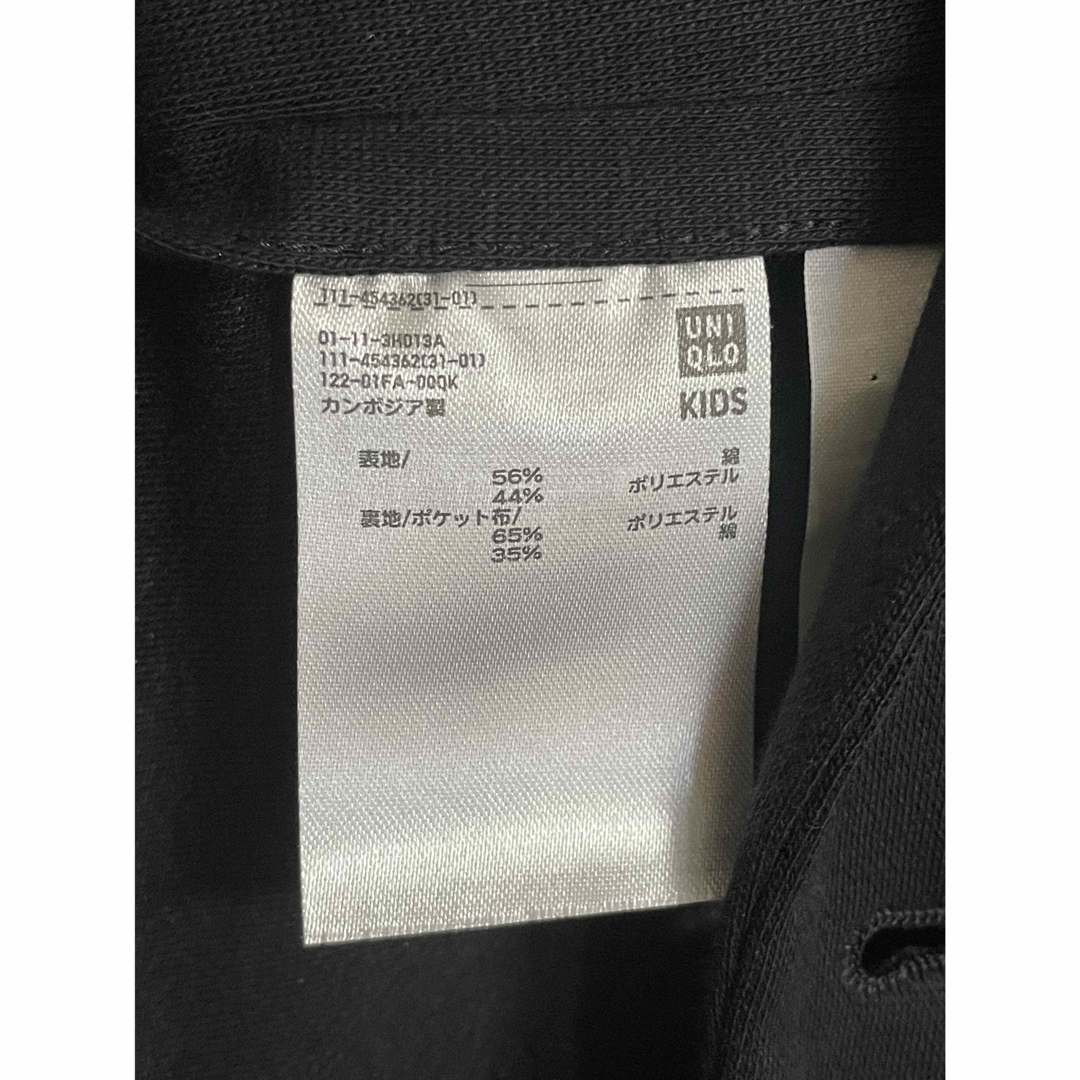 111-454362(31-01)
UNI
QLO
KIDS
01-11-3H013A
111-454362(31-01)
122-01FA-000K
カンボジア製
表地/
綿 56%
ポリエステル 44%
裏地/ポケット布/
ポリエステル 65%
綿 35%